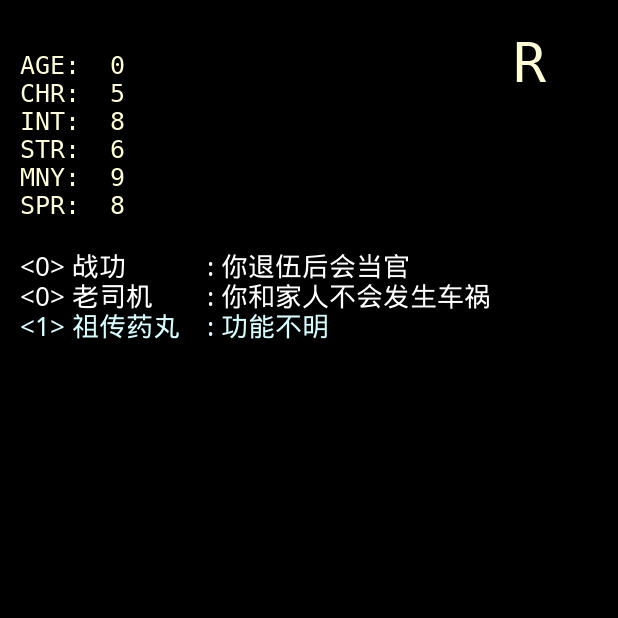 R
AGE: 0
CHR: 5
INT: 8
STR: 6
MNY: 9
SPR: 8
<0> 战功 : 你退伍后会当官
<0> 老司机 : 你和家人不会发生车祸
<1> 祖传药丸 : 功能不明